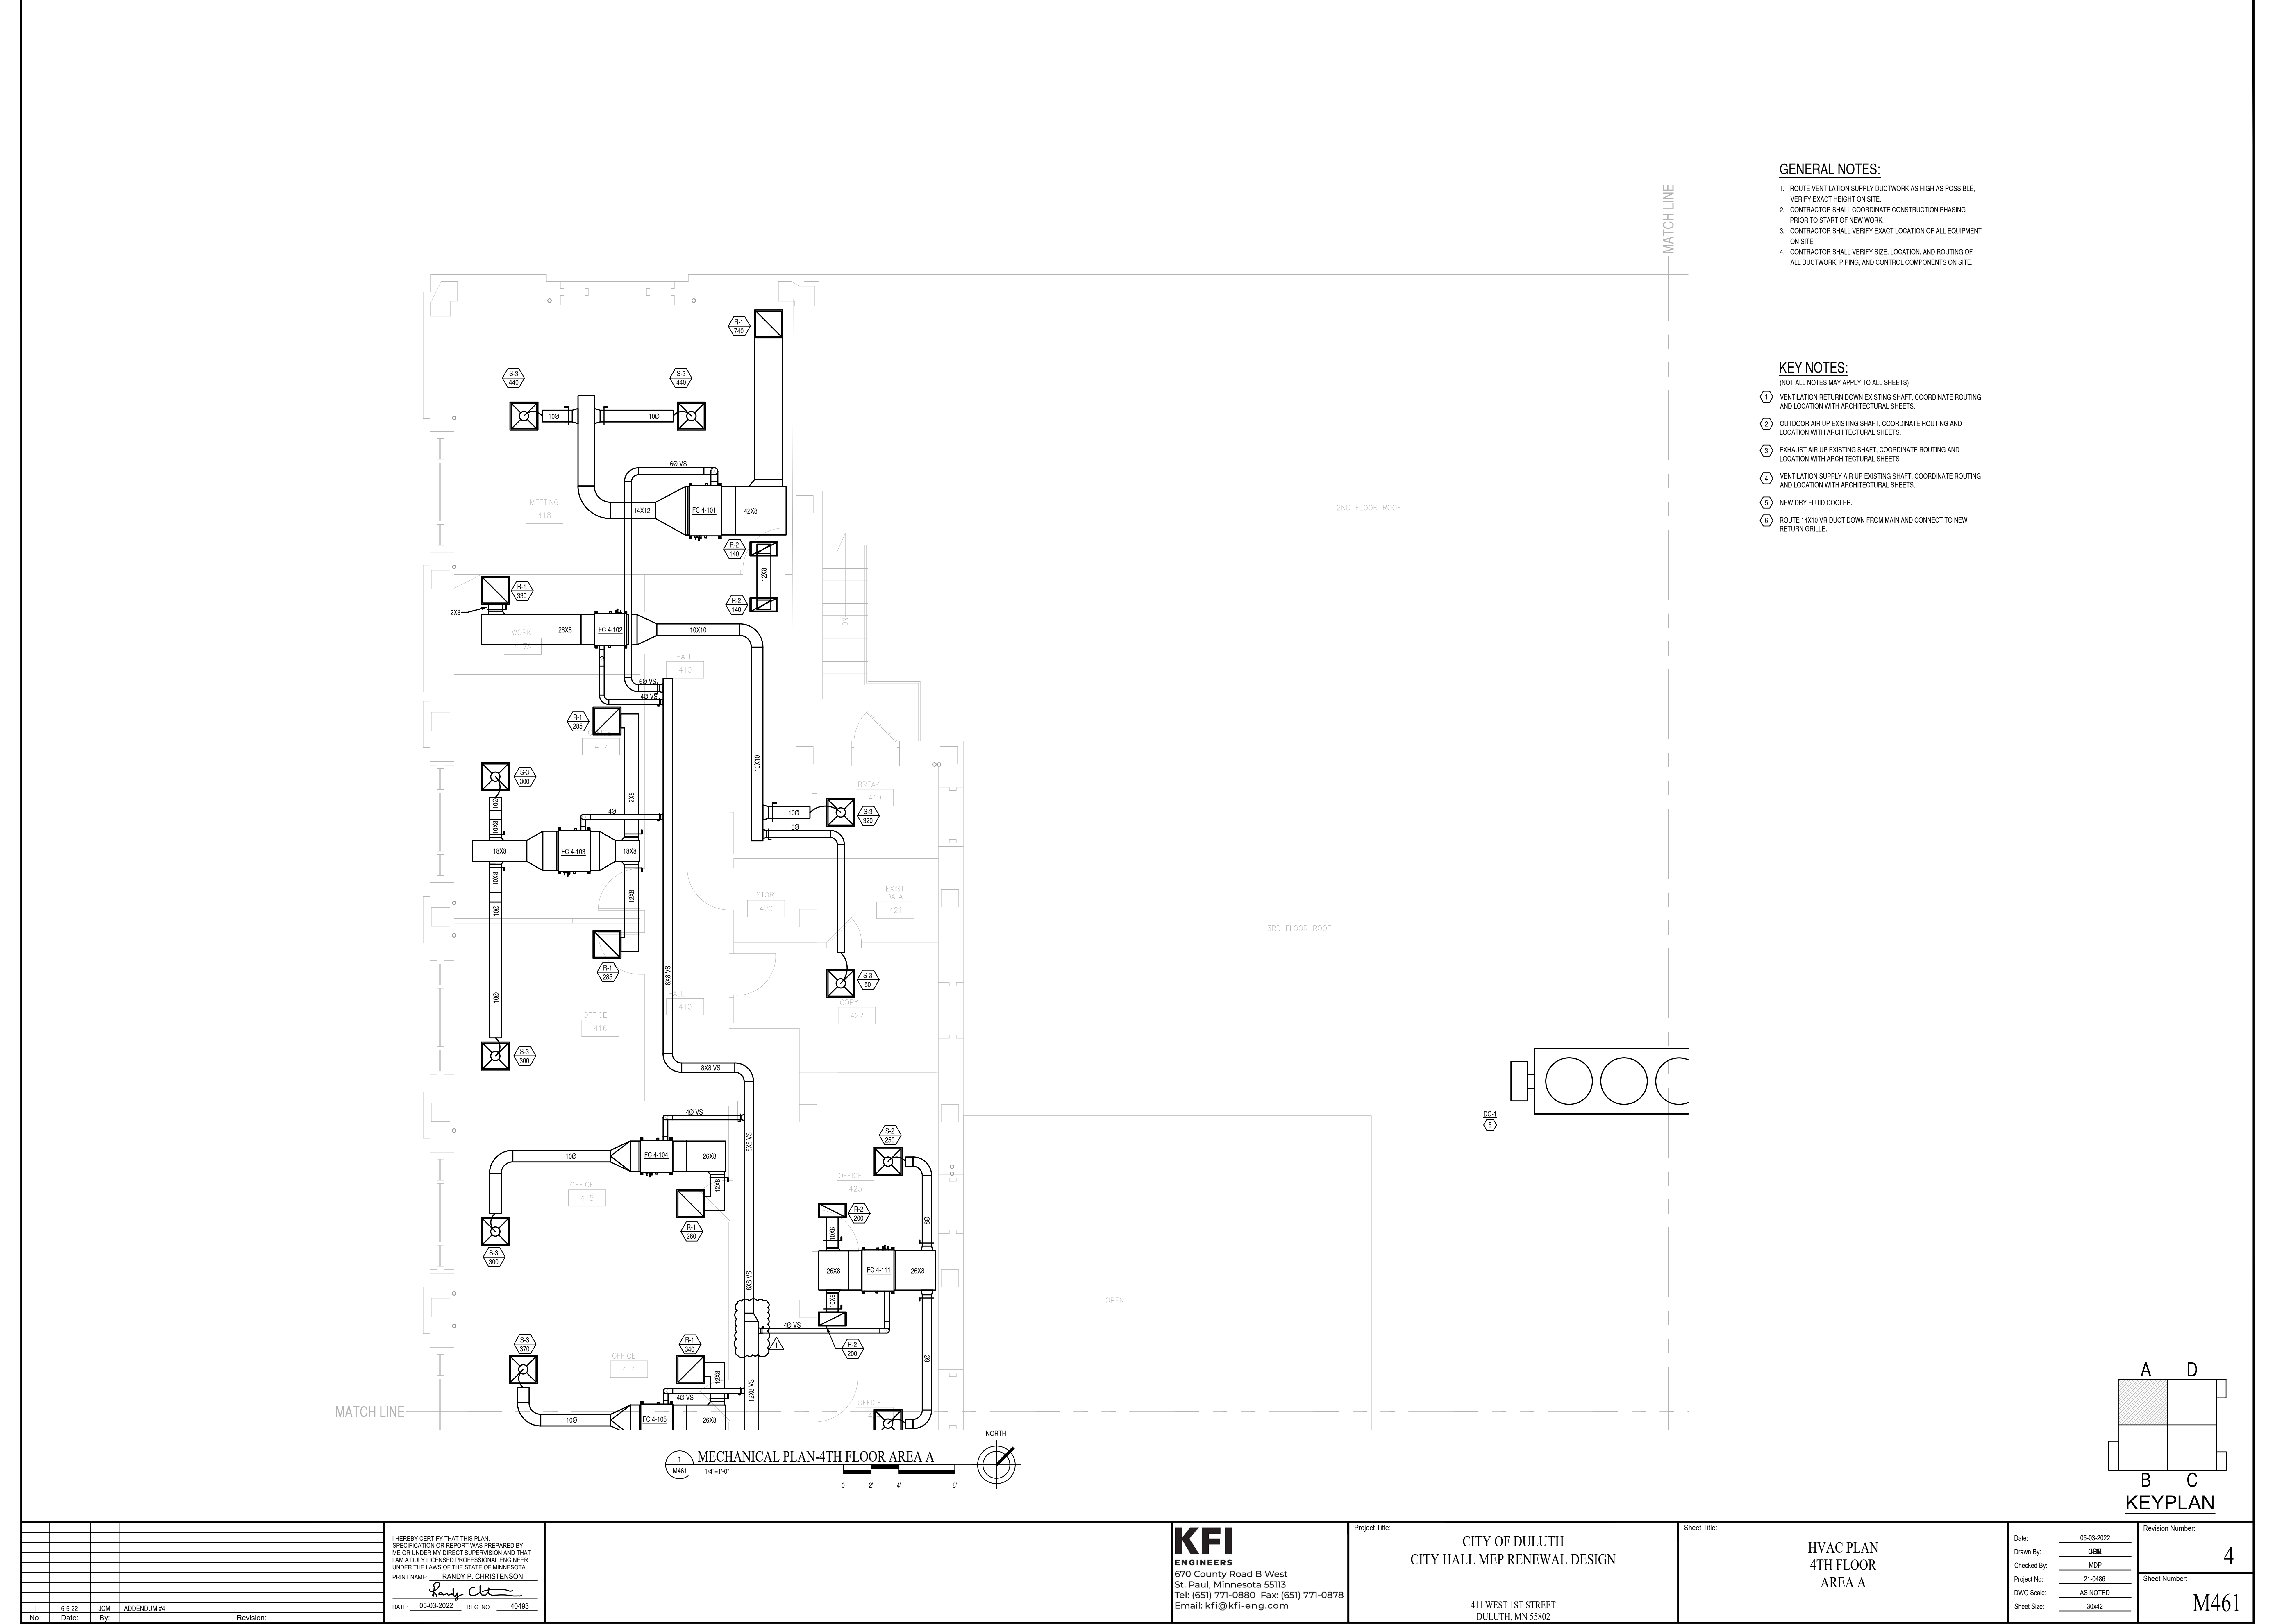 GENERAL NOTES:
1. ROUTE VENTILATION SUPPLY DUCTWORK AS HIGH AS POSSIBLE,
VERIFY EXACT HEIGHT ON SITE.
2. CONTRACTOR SHALL COORDINATE CONSTRUCTION PHASING
PRIOR TO START OF NEW WORK.
3. CONTRACTOR SHALL VERIFY EXACT LOCATION OF ALL EQUIPMENT
ON SITE.
4. CONTRACTOR SHALL VERIFY SIZE, LOCATION, AND ROUTING OF
ALL DUCTWORK, PIPING, AND CONTROL COMPONENTS ON SITE.
KEY NOTES:
(NOT ALL NOTES MAY APPLY TO ALL SHEETS)
1 VENTILATION RETURN DOWN EXISTING SHAFT, COORDINATE ROUTING
AND LOCATION WITH ARCHITECTURAL SHEETS.
2 OUTDOOR AIR UP EXISTING SHAFT, COORDINATE ROUTING AND
LOCATION WITH ARCHITECTURAL SHEETS.
3 EXHAUST AIR UP EXISTING SHAFT, COORDINATE ROUTING AND
LOCATION WITH ARCHITECTURAL SHEETS
4 VENTILATION SUPPLY AIR UP EXISTING SHAFT, COORDINATE ROUTING
AND LOCATION WITH ARCHITECTURAL SHEETS.
5 NEW DRY FLUID COOLER.
6 ROUTE 14X10 VR DUCT DOWN FROM MAIN AND CONNECT TO NEW
RETURN GRILLE.
MATCH LINE
R-1
740
S-3
440
S-3
440
10Ø
10Ø
6Ø VS
MEETING
418
14X12
FC 4-101
42X8
2ND FLOOR ROOF
R-2
140
12X8
R-2
140
R-1
330
12X8
26X8
FC 4-102
10X10
WORK
HALL
410
DN
6Ø VS
4Ø VS
R-1
285
417
10X10
S-3
300
BREAK
419
10Ø
12X8
4Ø
10Ø
S-3
320
10X8
6Ø
18X8
FC 4-103
18X8
10X8
12X8
10Ø
STOR
420
EXIST
DATA
421
3RD FLOOR ROOF
R-1
285
8X8 VS
S-3
50
HALL
410
COPY
422
10Ø
OFFICE
416
S-3
300
8X8 VS
4Ø VS
DC-1
5
8X8 VS
S-2
250
10Ø
FC 4-104
26X8
12X8
OFFICE
415
OFFICE
423
R-2
200
8Ø
10X6
R-1
260
S-3
300
26X8
FC 4-111
26X8
8X8 VS
10X6
OPEN
4Ø VS
1
R-2
200
S-3
370
R-1
340
OFFICE
414
8Ø
12X8
12X8 VS
4Ø VS
OFFICE
MATCH LINE
10Ø
FC 4-105
26X8
1
M461
MECHANICAL PLAN-4TH FLOOR AREA A
1/4"=1'-0"
0 2' 4' 8'
NORTH
A D
B C
KEYPLAN
1 6-6-22 JCM ADDENDUM #4
No: Date: By: Revision:
I HEREBY CERTIFY THAT THIS PLAN,
SPECIFICATION OR REPORT WAS PREPARED BY
ME OR UNDER MY DIRECT SUPERVISION AND THAT
I AM A DULY LICENSED PROFESSIONAL ENGINEER
UNDER THE LAWS OF THE STATE OF MINNESOTA.
PRINT NAME: RANDY P. CHRISTENSON
DATE: 05-03-2022 REG. NO.: 40493
KFI
ENGINEERS
670 County Road B West
St. Paul, Minnesota 55113
Tel: (651) 771-0880 Fax: (651) 771-0878
Email: kfi@kfi-eng.com
Project Title:
CITY OF DULUTH
CITY HALL MEP RENEWAL DESIGN
411 WEST 1ST STREET
DULUTH, MN 55802
Sheet Title:
HVAC PLAN
4TH FLOOR
AREA A
Date: 05-03-2022
Drawn By:
Checked By: MDP
Project No: 21-0486
DWG Scale: AS NOTED
Sheet Size: 30x42
Revision Number:
4
Sheet Number:
M461